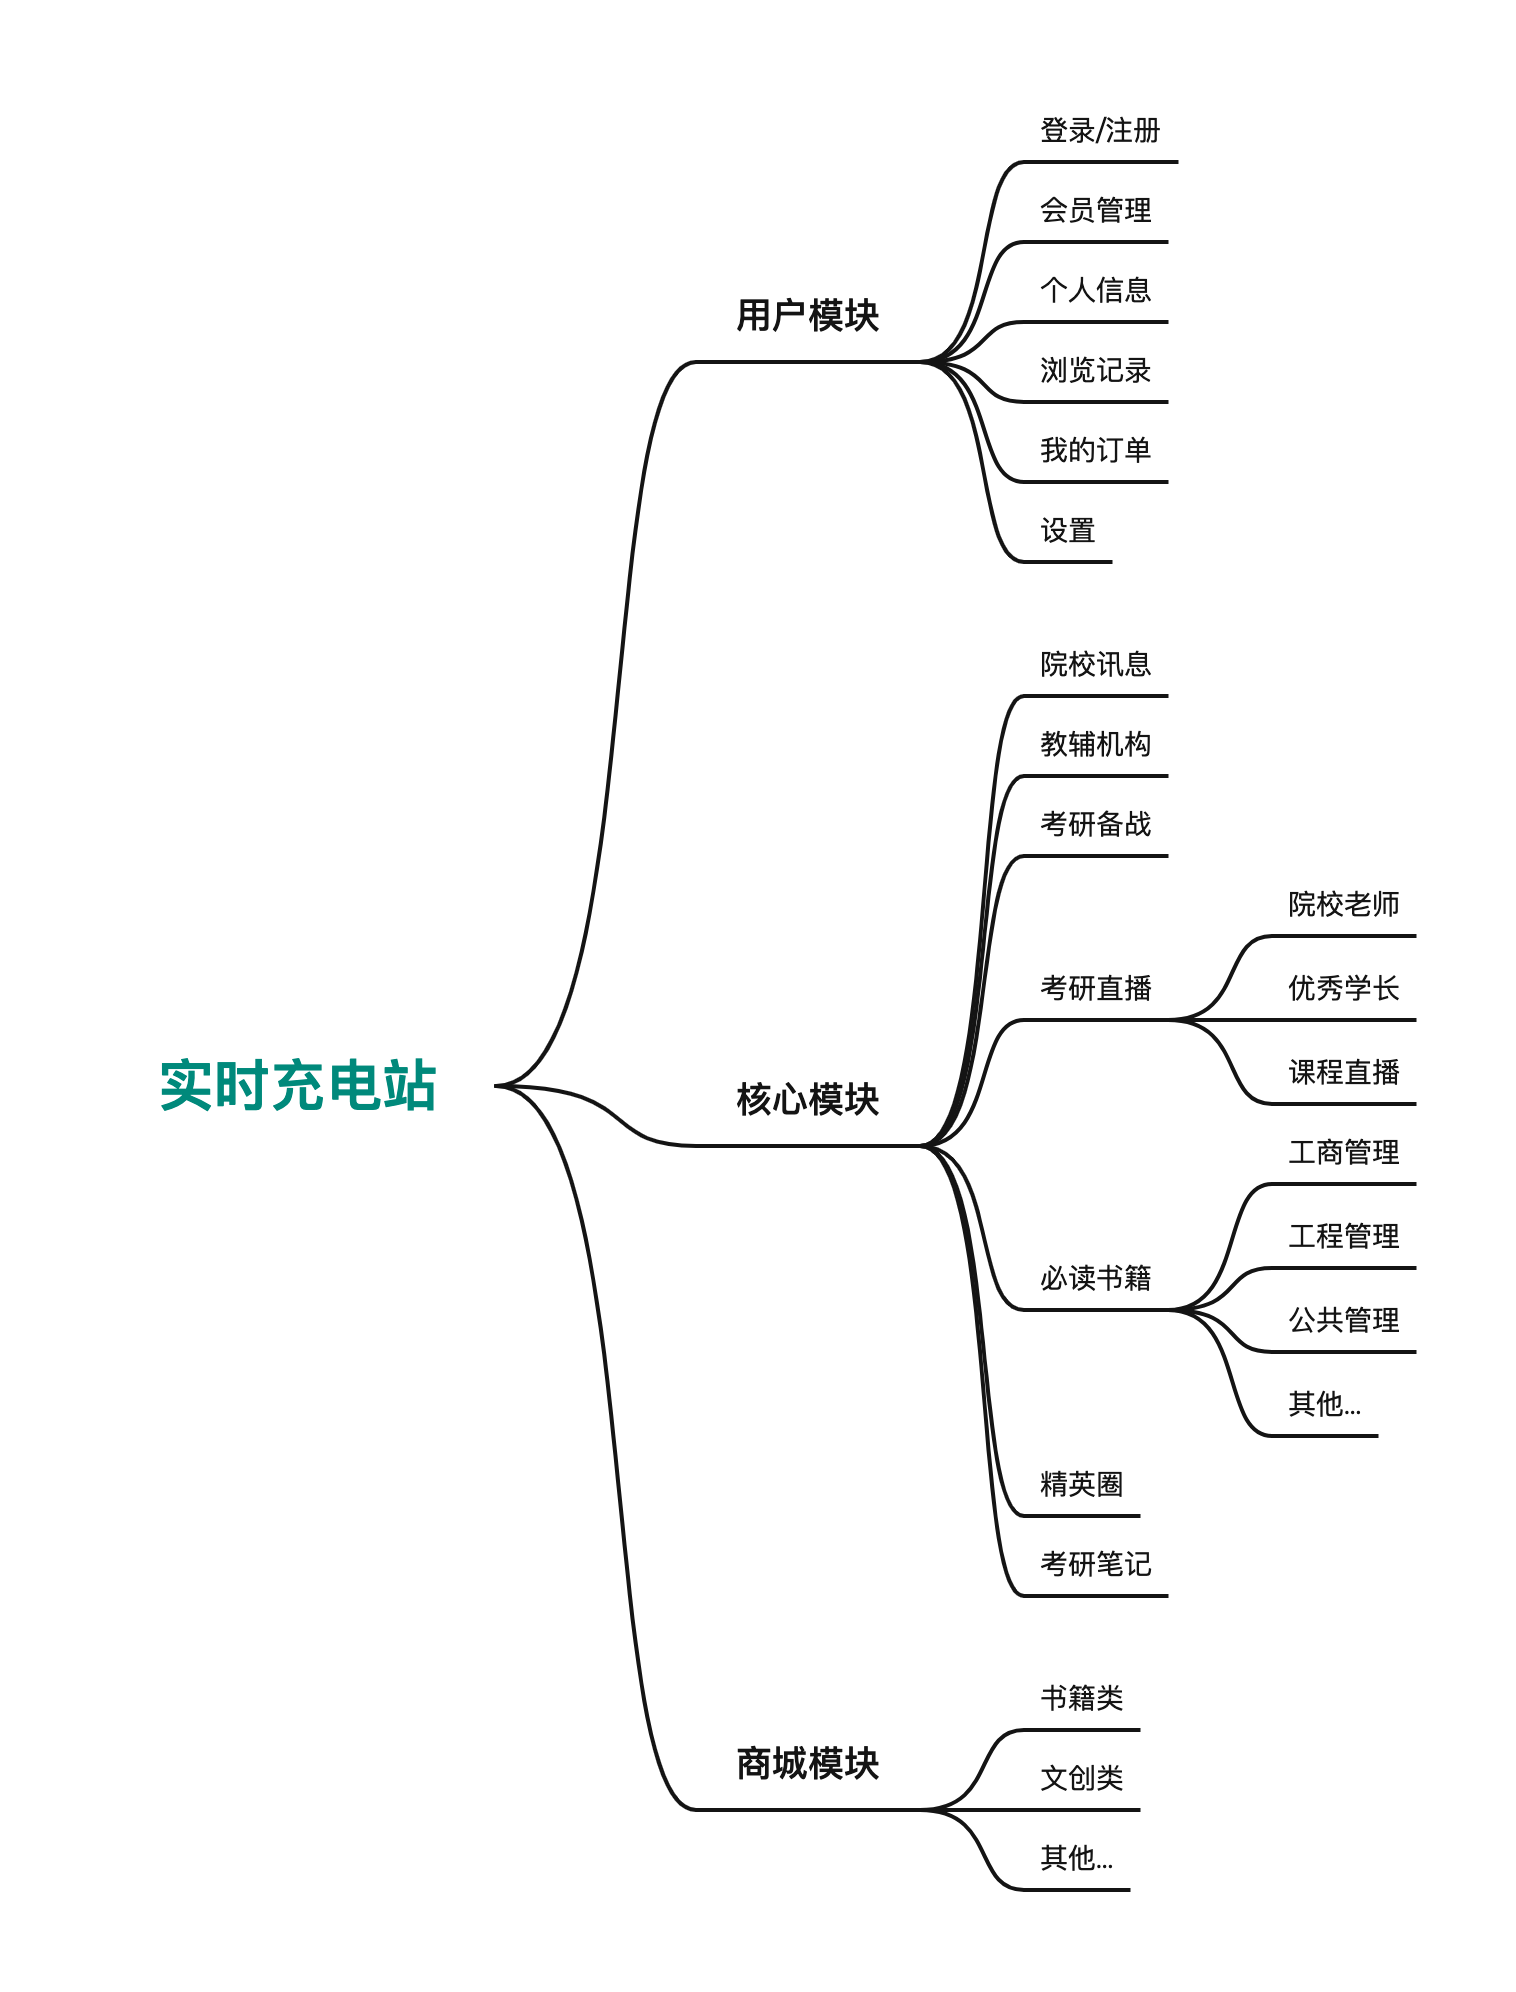 实时充电站
用户模块
登录/注册
会员管理
个人信息
浏览记录
我的订单
设置
核心模块
院校讯息
教辅机构
考研备战
考研直播
院校老师
优秀学长
课程直播
必读书籍
工商管理
工程管理
公共管理
其他...
精英圈
考研笔记
商城模块
书籍类
文创类
其他...